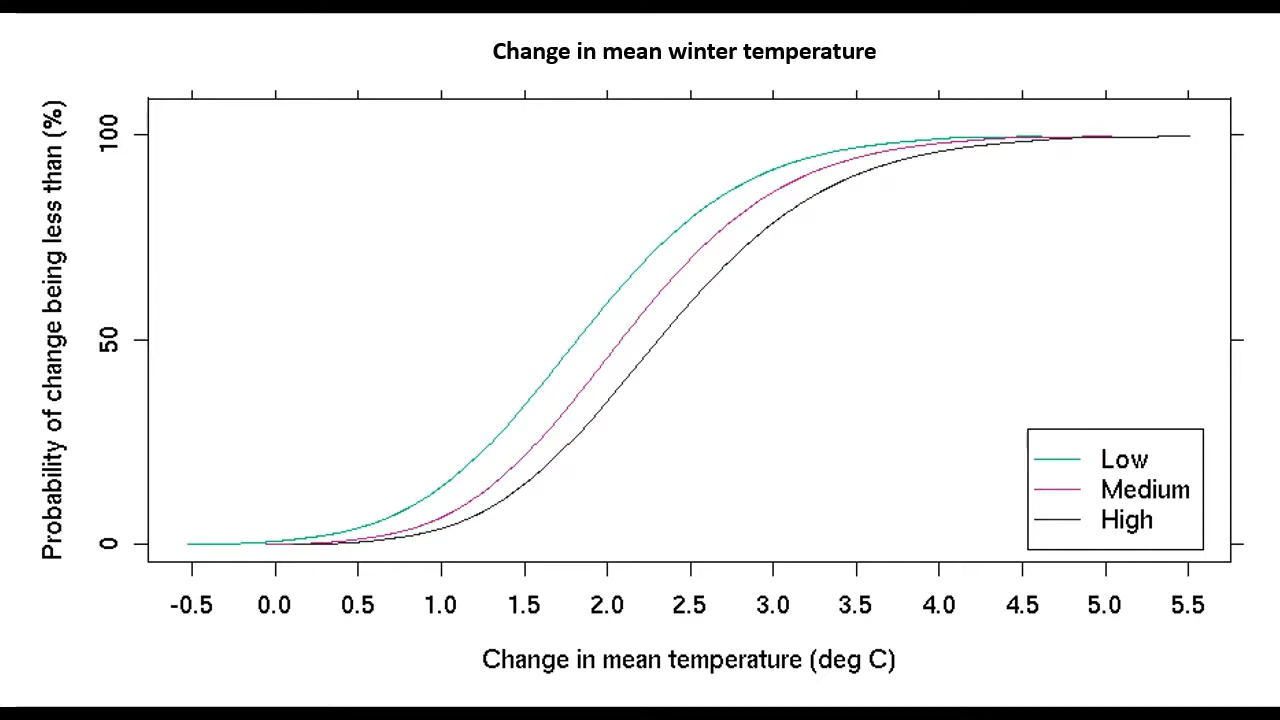 Change in mean winter temperature
Probability of change being less than (%)
100
50
0
Low
Medium
High
-0.5 0.0 0.5 1.0 1.5 2.0 2.5 3.0 3.5 4.0 4.5 5.0 5.5
Change in mean temperature (deg C)